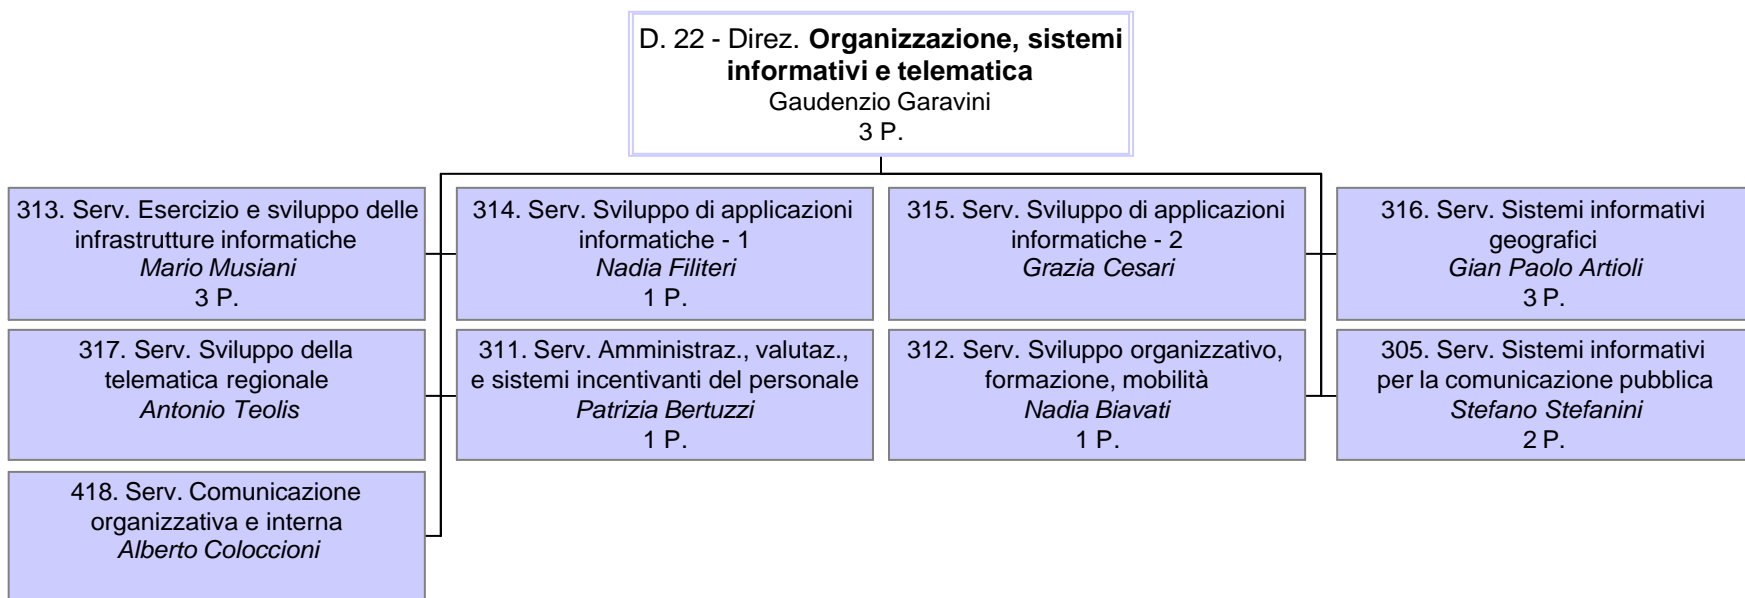 D. 22 - Direz. Organizzazione, sistemi
informativi e telematica
Gaudenzio Garavini
3 P.
313. Serv. Esercizio e sviluppo delle
infrastrutture informatiche
Mario Musiani
3 P.
314. Serv. Sviluppo di applicazioni
informatiche - 1
Nadia Filiteri
1 P.
315. Serv. Sviluppo di applicazioni
informatiche - 2
Grazia Cesari
316. Serv. Sistemi informativi
geografici
Gian Paolo Artioli
3 P.
317. Serv. Sviluppo della
telematica regionale
Antonio Teolis
311. Serv. Amministraz., valutaz.,
e sistemi incentivanti del personale
Patrizia Bertuzzi
1 P.
312. Serv. Sviluppo organizzativo,
formazione, mobilità
Nadia Biavati
1 P.
305. Serv. Sistemi informativi
per la comunicazione pubblica
Stefano Stefanini
2 P.
418. Serv. Comunicazione
organizzativa e interna
Alberto Coloccioni